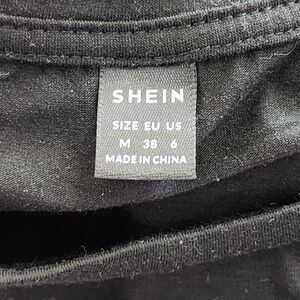 SHEIN
SIZE EU US
M 38 6
MADE IN CHINA